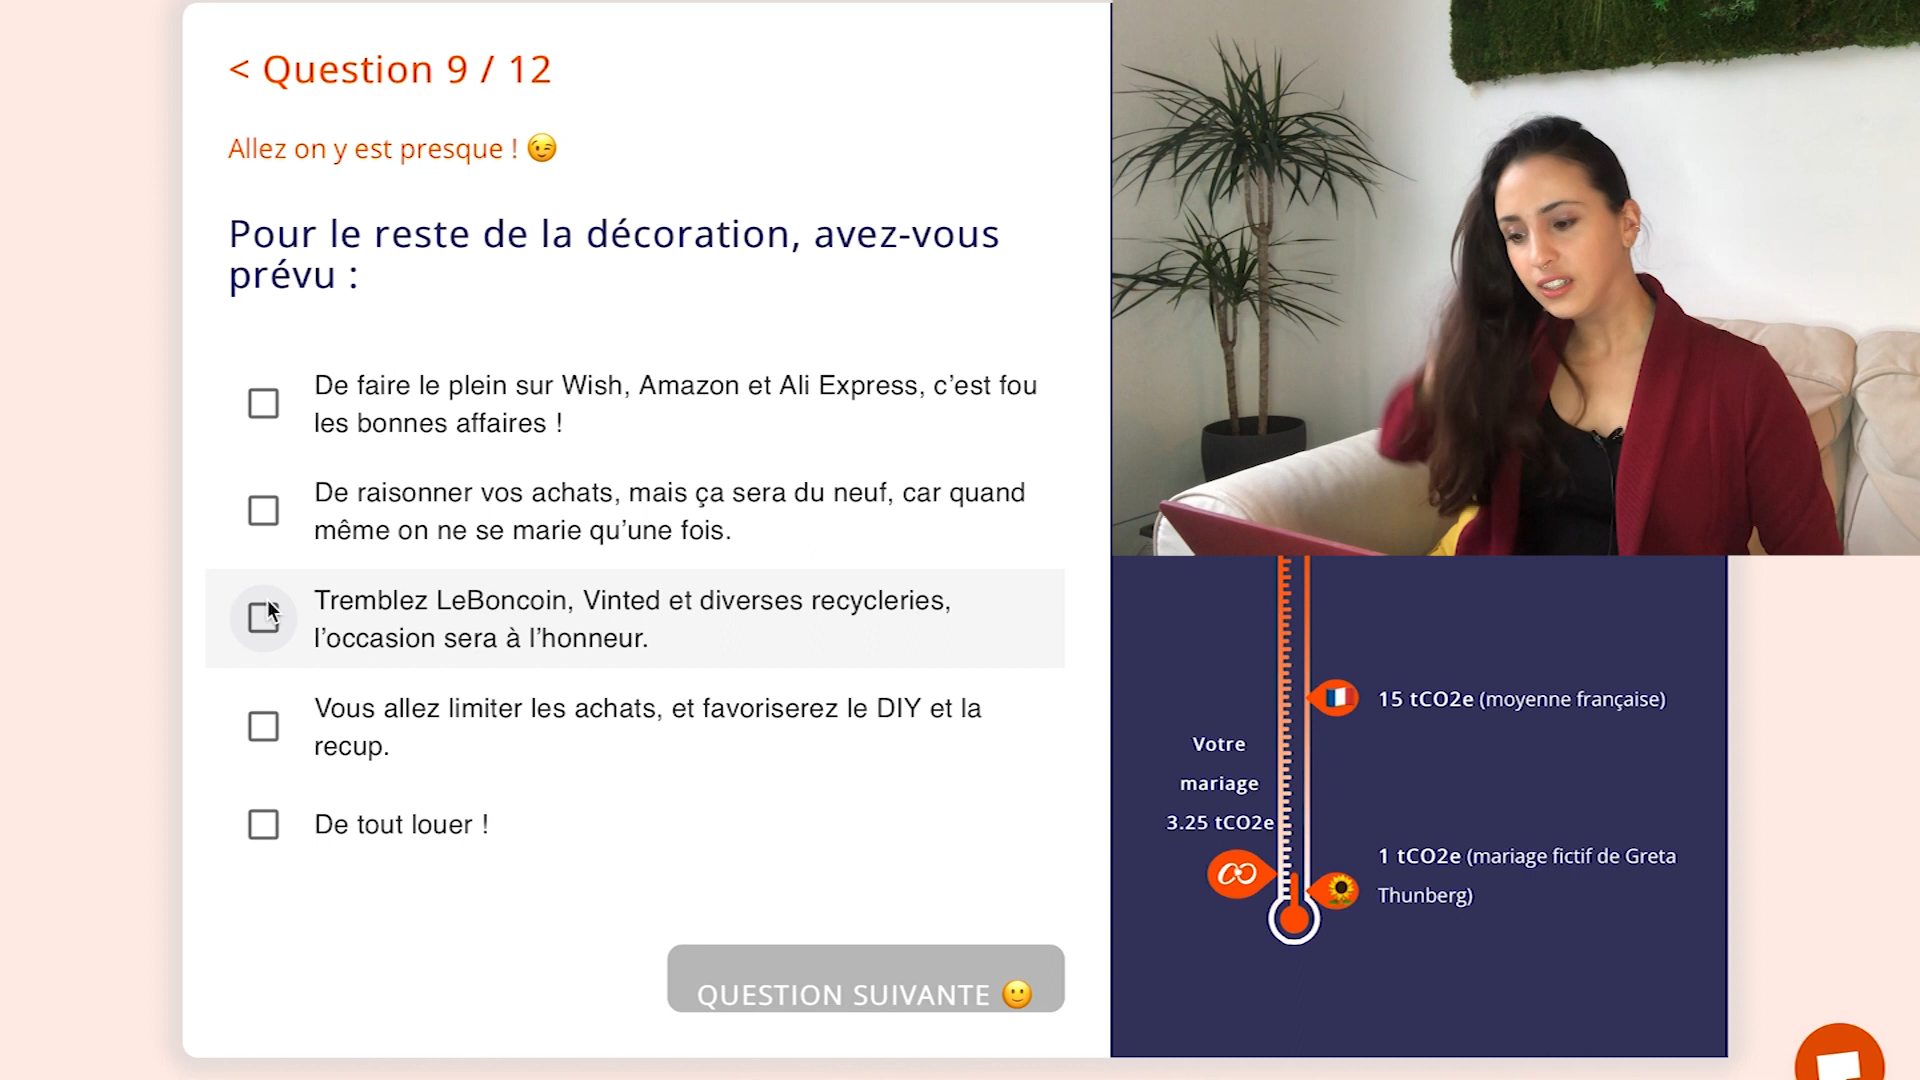 < Question 9 / 12
Allez on y est presque ! 😉
Pour le reste de la décoration, avez-vous
prévu :
De faire le plein sur Wish, Amazon et Ali Express, c’est fou
les bonnes affaires !
De raisonner vos achats, mais ça sera du neuf, car quand
même on ne se marie qu’une fois.
Tremblez LeBoncoin, Vinted et diverses recycleries,
l’occasion sera à l’honneur.
Vous allez limiter les achats, et favoriserez le DIY et la
recup.
De tout louer !
QUESTION SUIVANTE 🙂
15 tCO2e (moyenne française)
Votre
mariage
3.25 tCO2e
1 tCO2e (mariage fictif de Greta
Thunberg)